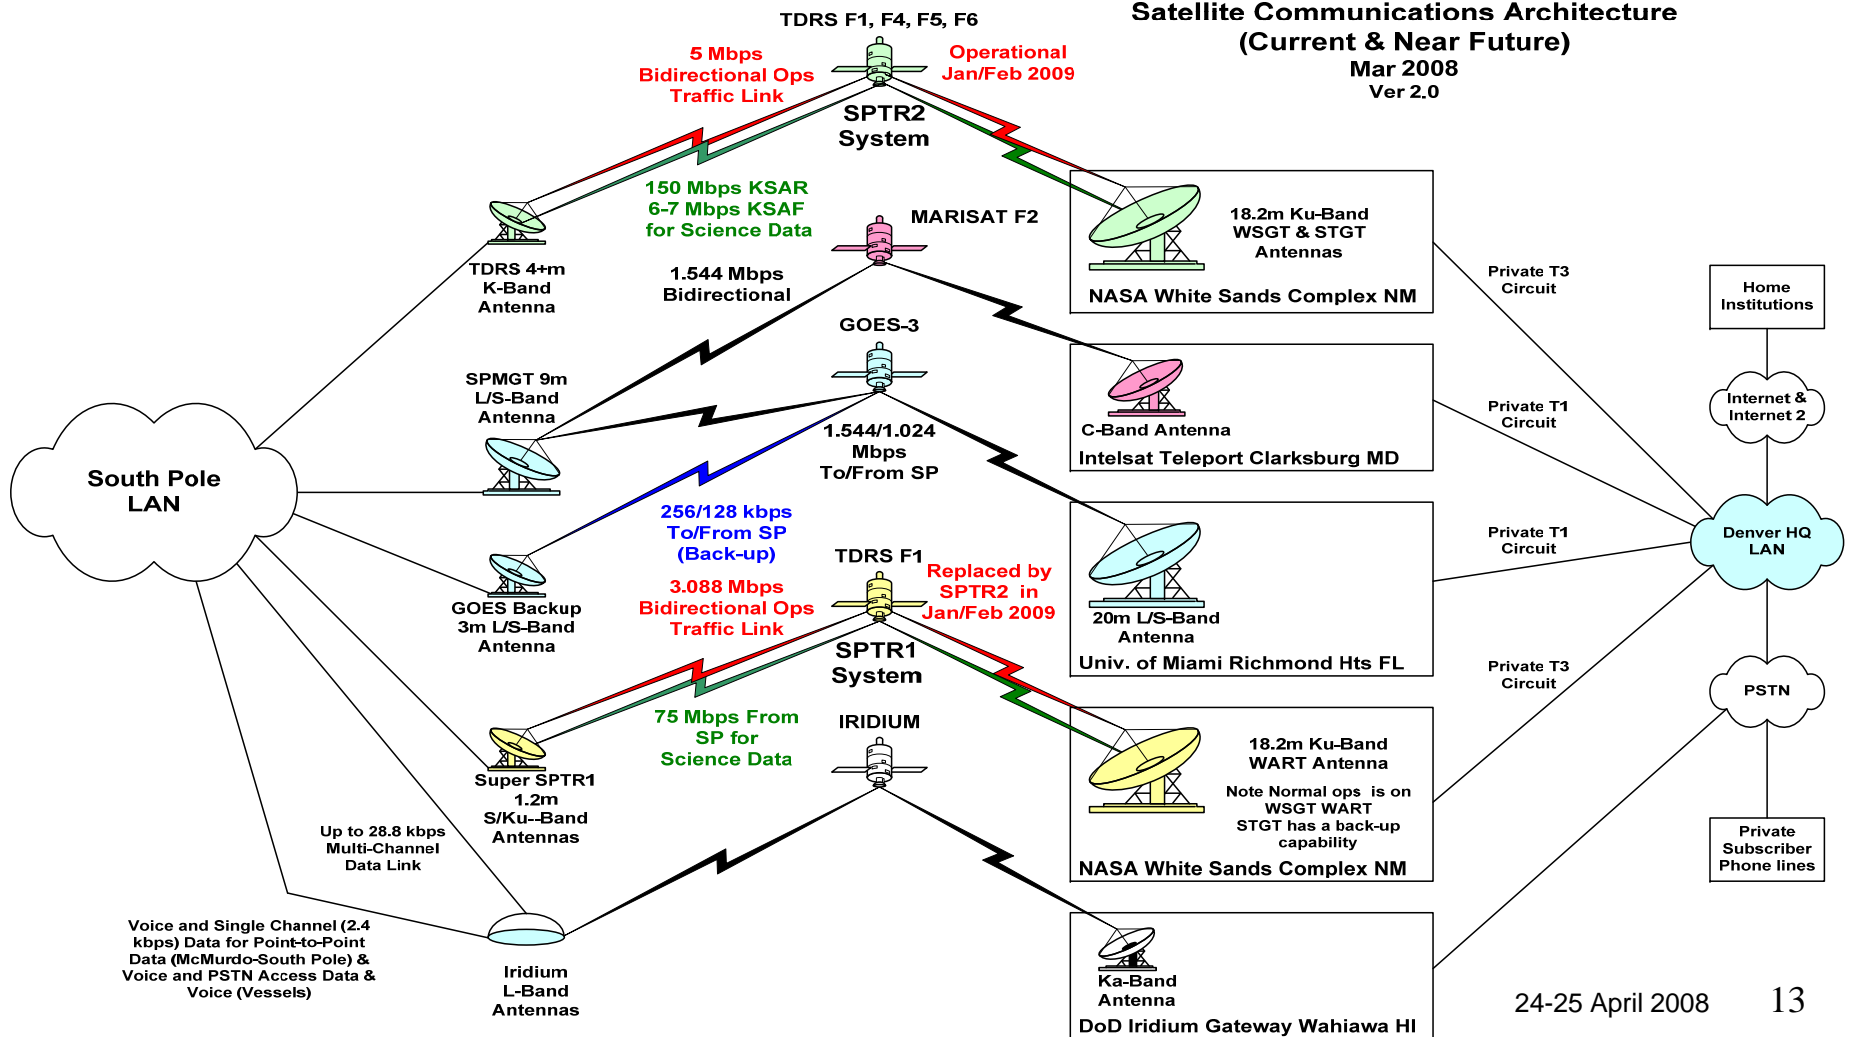 Satellite Communications Architecture
(Current & Near Future)
Mar 2008
Ver 2.0
TDRS F1, F4, F5, F6
5 Mbps
Bidirectional Ops
Traffic Link
Operational
Jan/Feb 2009
SPTR2
System
150 Mbps KSAR
6-7 Mbps KSAF
for Science Data
TDRS 4+m
K-Band
Antenna
18.2m Ku-Band
WSGT & STGT
Antennas
NASA White Sands Complex NM
Private T3
Circuit
MARISAT F2
1.544 Mbps
Bidirectional
GOES-3
SPMGT 9m
L/S-Band
Antenna
C-Band Antenna
Intelsat Teleport Clarksburg MD
Private T1
Circuit
Home
Institutions
Internet &
Internet 2
South Pole
LAN
1.544/1.024
Mbps
To/From SP
256/128 kbps
To/From SP
(Back-up)
GOES Backup
3m L/S-Band
Antenna
20m L/S-Band
Antenna
Univ. of Miami Richmond Hts FL
Private T1
Circuit
Denver HQ
LAN
TDRS F1
3.088 Mbps
Bidirectional Ops
Traffic Link
Replaced by
SPTR2 in
Jan/Feb 2009
SPTR1
System
75 Mbps From
SP for
Science Data
Super SPTR1
1.2m
S/Ku--Band
Antennas
18.2m Ku-Band
WART Antenna
Note Normal ops is on
WSGT WART
STGT has a back-up
capability
NASA White Sands Complex NM
Private T3
Circuit
PSTN
Private
Subscriber
Phone lines
IRIDIUM
Up to 28.8 kbps
Multi-Channel
Data Link
Voice and Single Channel (2.4
kbps) Data for Point-to-Point
Data (McMurdo-South Pole) &
Voice and PSTN Access Data &
Voice (Vessels)
Iridium
L-Band
Antennas
Ka-Band
Antenna
DoD Iridium Gateway Wahiawa HI
24-25 April 2008
13